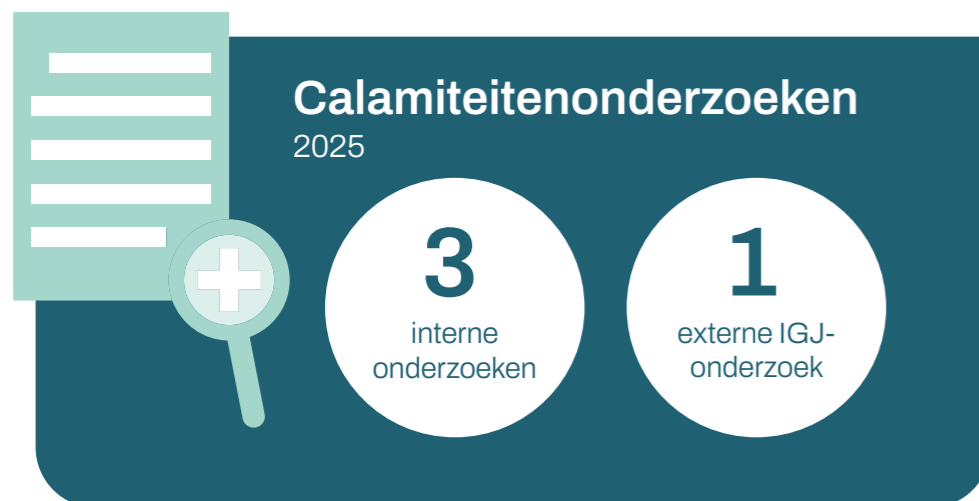 Calamiteitenonderzoeken
2025
3
interne
onderzoeken
1
externe IGJ-
onderzoek